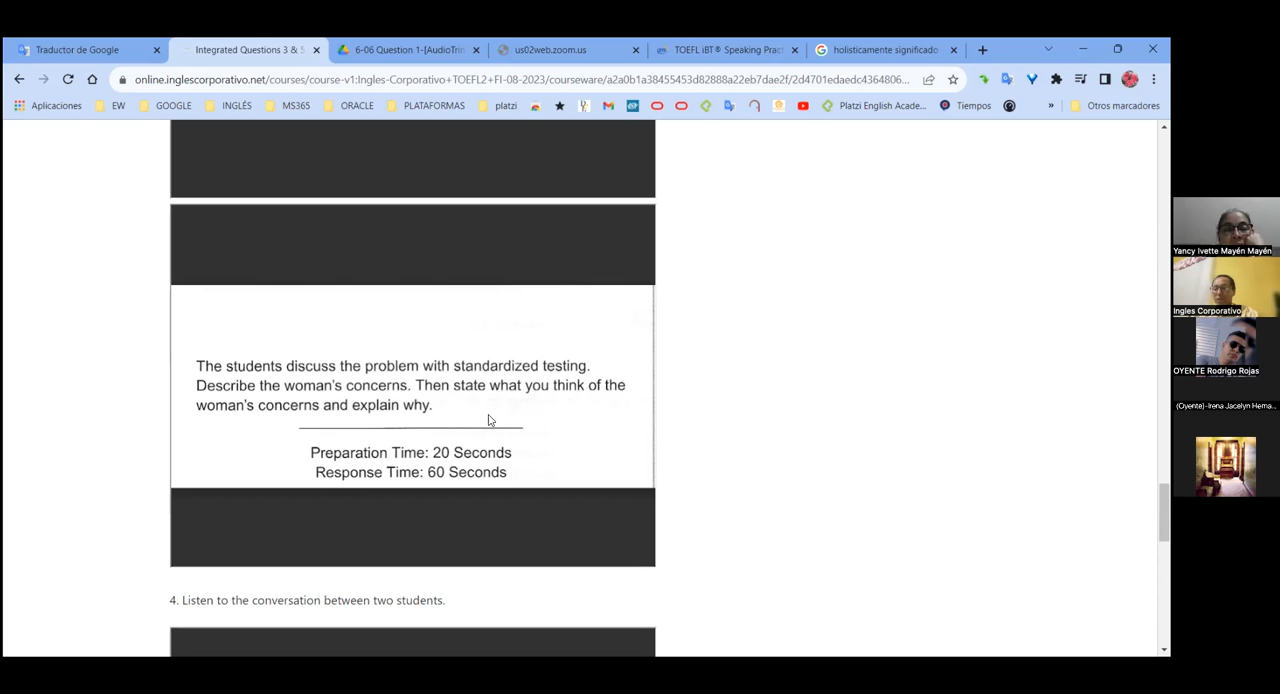 Traductor de Google
Integrated Questions 3 & 5
6-06 Question 1-[AudioTrin
us02web.zoom.us
TOEFL iBT® Speaking Pract
holisticamente significado
online.inglescorporativo.net/courses/course-v1:Ingles-Corporativo+TOEFL2+FI-08-2023/courseware/a2a0b1a38455453d82888a22eb7dae2f/2d4701edaedc4364806...
Aplicaciones
EW
GOOGLE
INGLÉS
MS365
ORACLE
PLATAFORMAS
platzi
Platzi English Acade...
Tiempos
»
Otros marcadores
The students discuss the problem with standardized testing.
Describe the woman's concerns. Then state what you think of the
woman's concerns and explain why.
Preparation Time: 20 Seconds
Response Time: 60 Seconds
4. Listen to the conversation between two students.
Yancy Ivette Mayén Mayén
Ingles Corporativo
OYENTE Rodrigo Rojas
(Oyente)-Irena Jacelyn Herna...